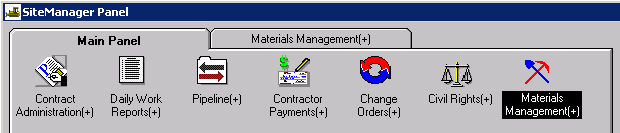 SiteManager Panel
Main Panel
Materials Management(+)
Contract
Administration(+)
Daily Work
Reports(+)
Pipeline(+)
Contractor
Payments(+)
Change
Orders(+)
Civil Rights(+)
Materials
Management(+)